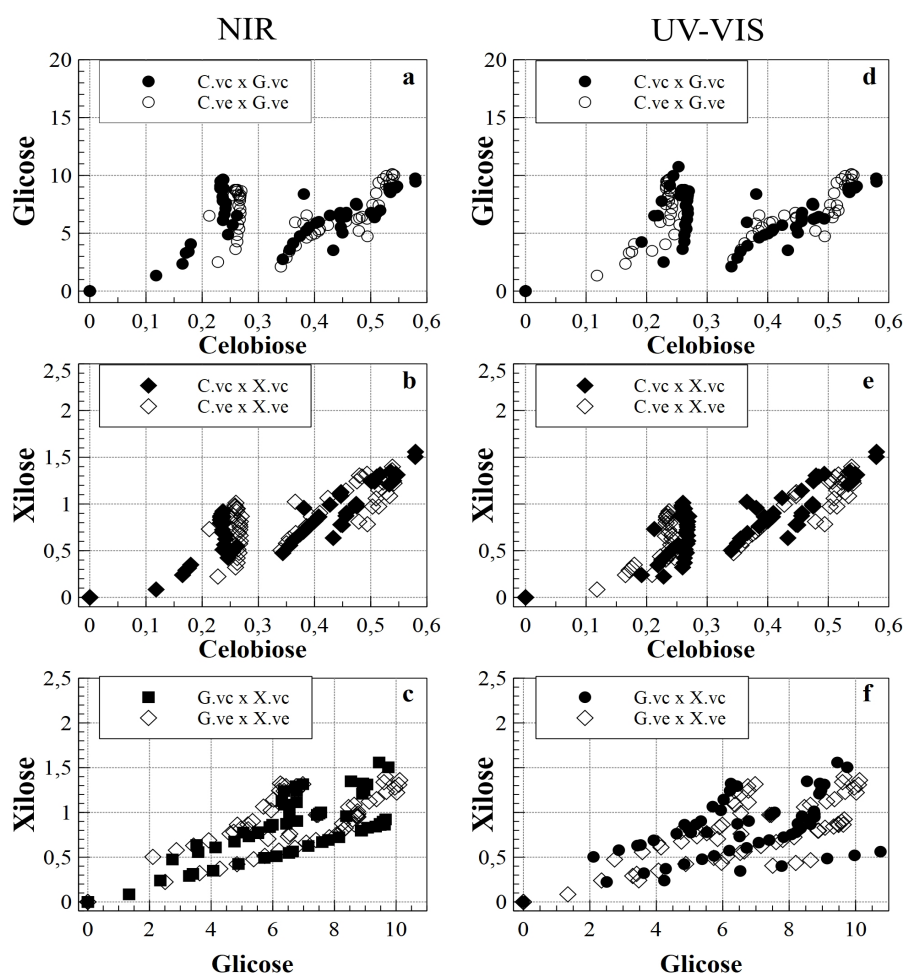 NIR
UV-VIS
a
C.vc x G.vc
C.ve x G.ve
Glicose
20
15
10
5
0
0 0,1 0,2 0,3 0,4 0,5 0,6
Celobiose
d
C.vc x G.vc
C.ve x G.ve
Glicose
20
15
10
5
0
0 0,1 0,2 0,3 0,4 0,5 0,6
Celobiose
b
C.vc x X.vc
C.ve x X.ve
Xilose
2,5
2
1,5
1
0,5
0
0 0,1 0,2 0,3 0,4 0,5 0,6
Celobiose
e
C.vc x X.vc
C.ve x X.ve
Xilose
2,5
2
1,5
1
0,5
0
0 0,1 0,2 0,3 0,4 0,5 0,6
Celobiose
c
G.vc x X.vc
G.ve x X.ve
Xilose
2,5
2
1,5
1
0,5
0
0 2 4 6 8 10
Glicose
f
G.vc x X.vc
G.ve x X.ve
Xilose
2,5
2
1,5
1
0,5
0
0 2 4 6 8 10
Glicose